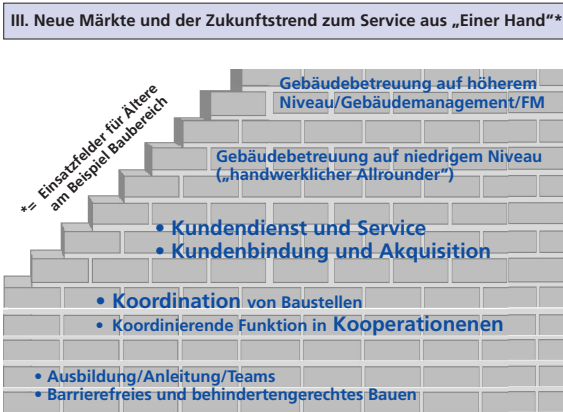 III. Neue Märkte und der Zukunftstrend zum Service aus „Einer Hand“*
*= Einsatzfelder für Ältere
am Beispiel Baubereich
Gebäudebetreuung auf höherem
Niveau/Gebäudemanagement/FM
Gebäudebetreuung auf niedrigem Niveau
(„handwerklicher Allrounder“)
• Kundendienst und Service
• Kundenbindung und Akquisition
• Koordination von Baustellen
• Koordinierende Funktion in Kooperationenen
• Ausbildung/Anleitung/Teams
• Barrierefreies und behindertengerechtes Bauen